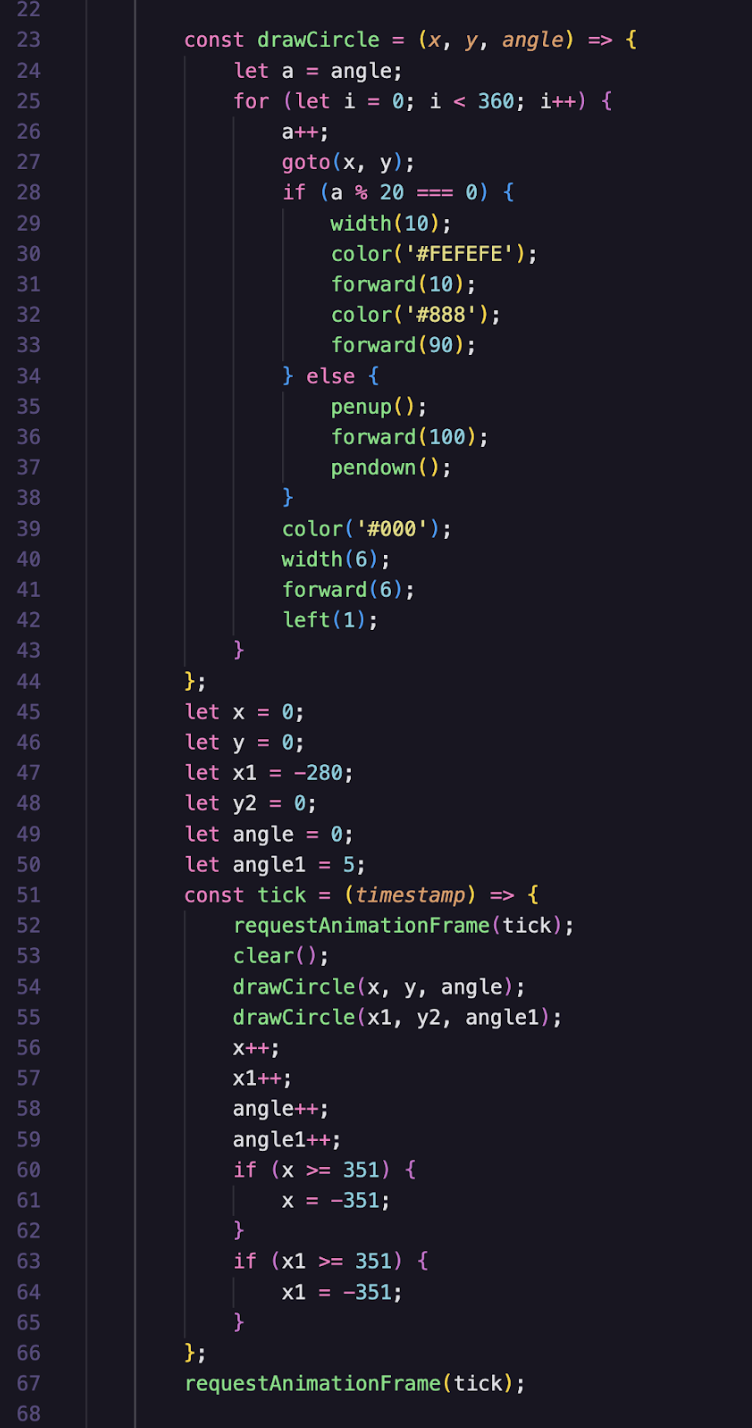 22
23 const drawCircle = (x, y, angle) => {
24 let a = angle;
25 for (let i = 0; i < 360; i++) {
26 a++;
27 goto(x, y);
28 if (a % 20 === 0) {
29 width(10);
30 color('#FEFEFE');
31 forward(10);
32 color('#888');
33 forward(90);
34 } else {
35 penup();
36 forward(100);
37 pendown();
38 }
39 color('#000');
40 width(6);
41 forward(6);
42 left(1);
43 }
44 };
45 let x = 0;
46 let y = 0;
47 let x1 = -280;
48 let y2 = 0;
49 let angle = 0;
50 let angle1 = 5;
51 const tick = (timestamp) => {
52 requestAnimationFrame(tick);
53 clear();
54 drawCircle(x, y, angle);
55 drawCircle(x1, y2, angle1);
56 x++;
57 x1++;
58 angle++;
59 angle1++;
60 if (x >= 351) {
61 x = -351;
62 }
63 if (x1 >= 351) {
64 x1 = -351;
65 }
66 };
67 requestAnimationFrame(tick);
68